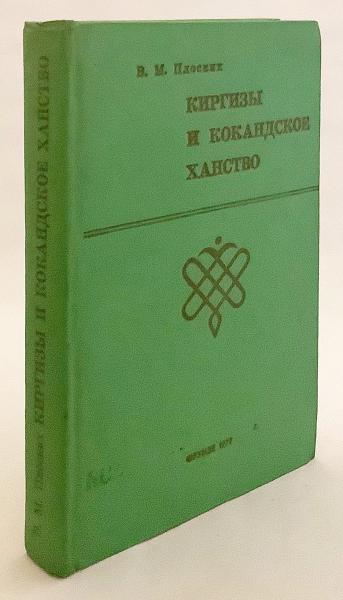 В. М. Плоских
КИРГИЗЫ
И КОКАНДСКОЕ
ХАНСТВО
ФРУНЗЕ 1977
В. М. Плоских КИРГИЗЫ И КОКАНДСКОЕ ХАНСТВО